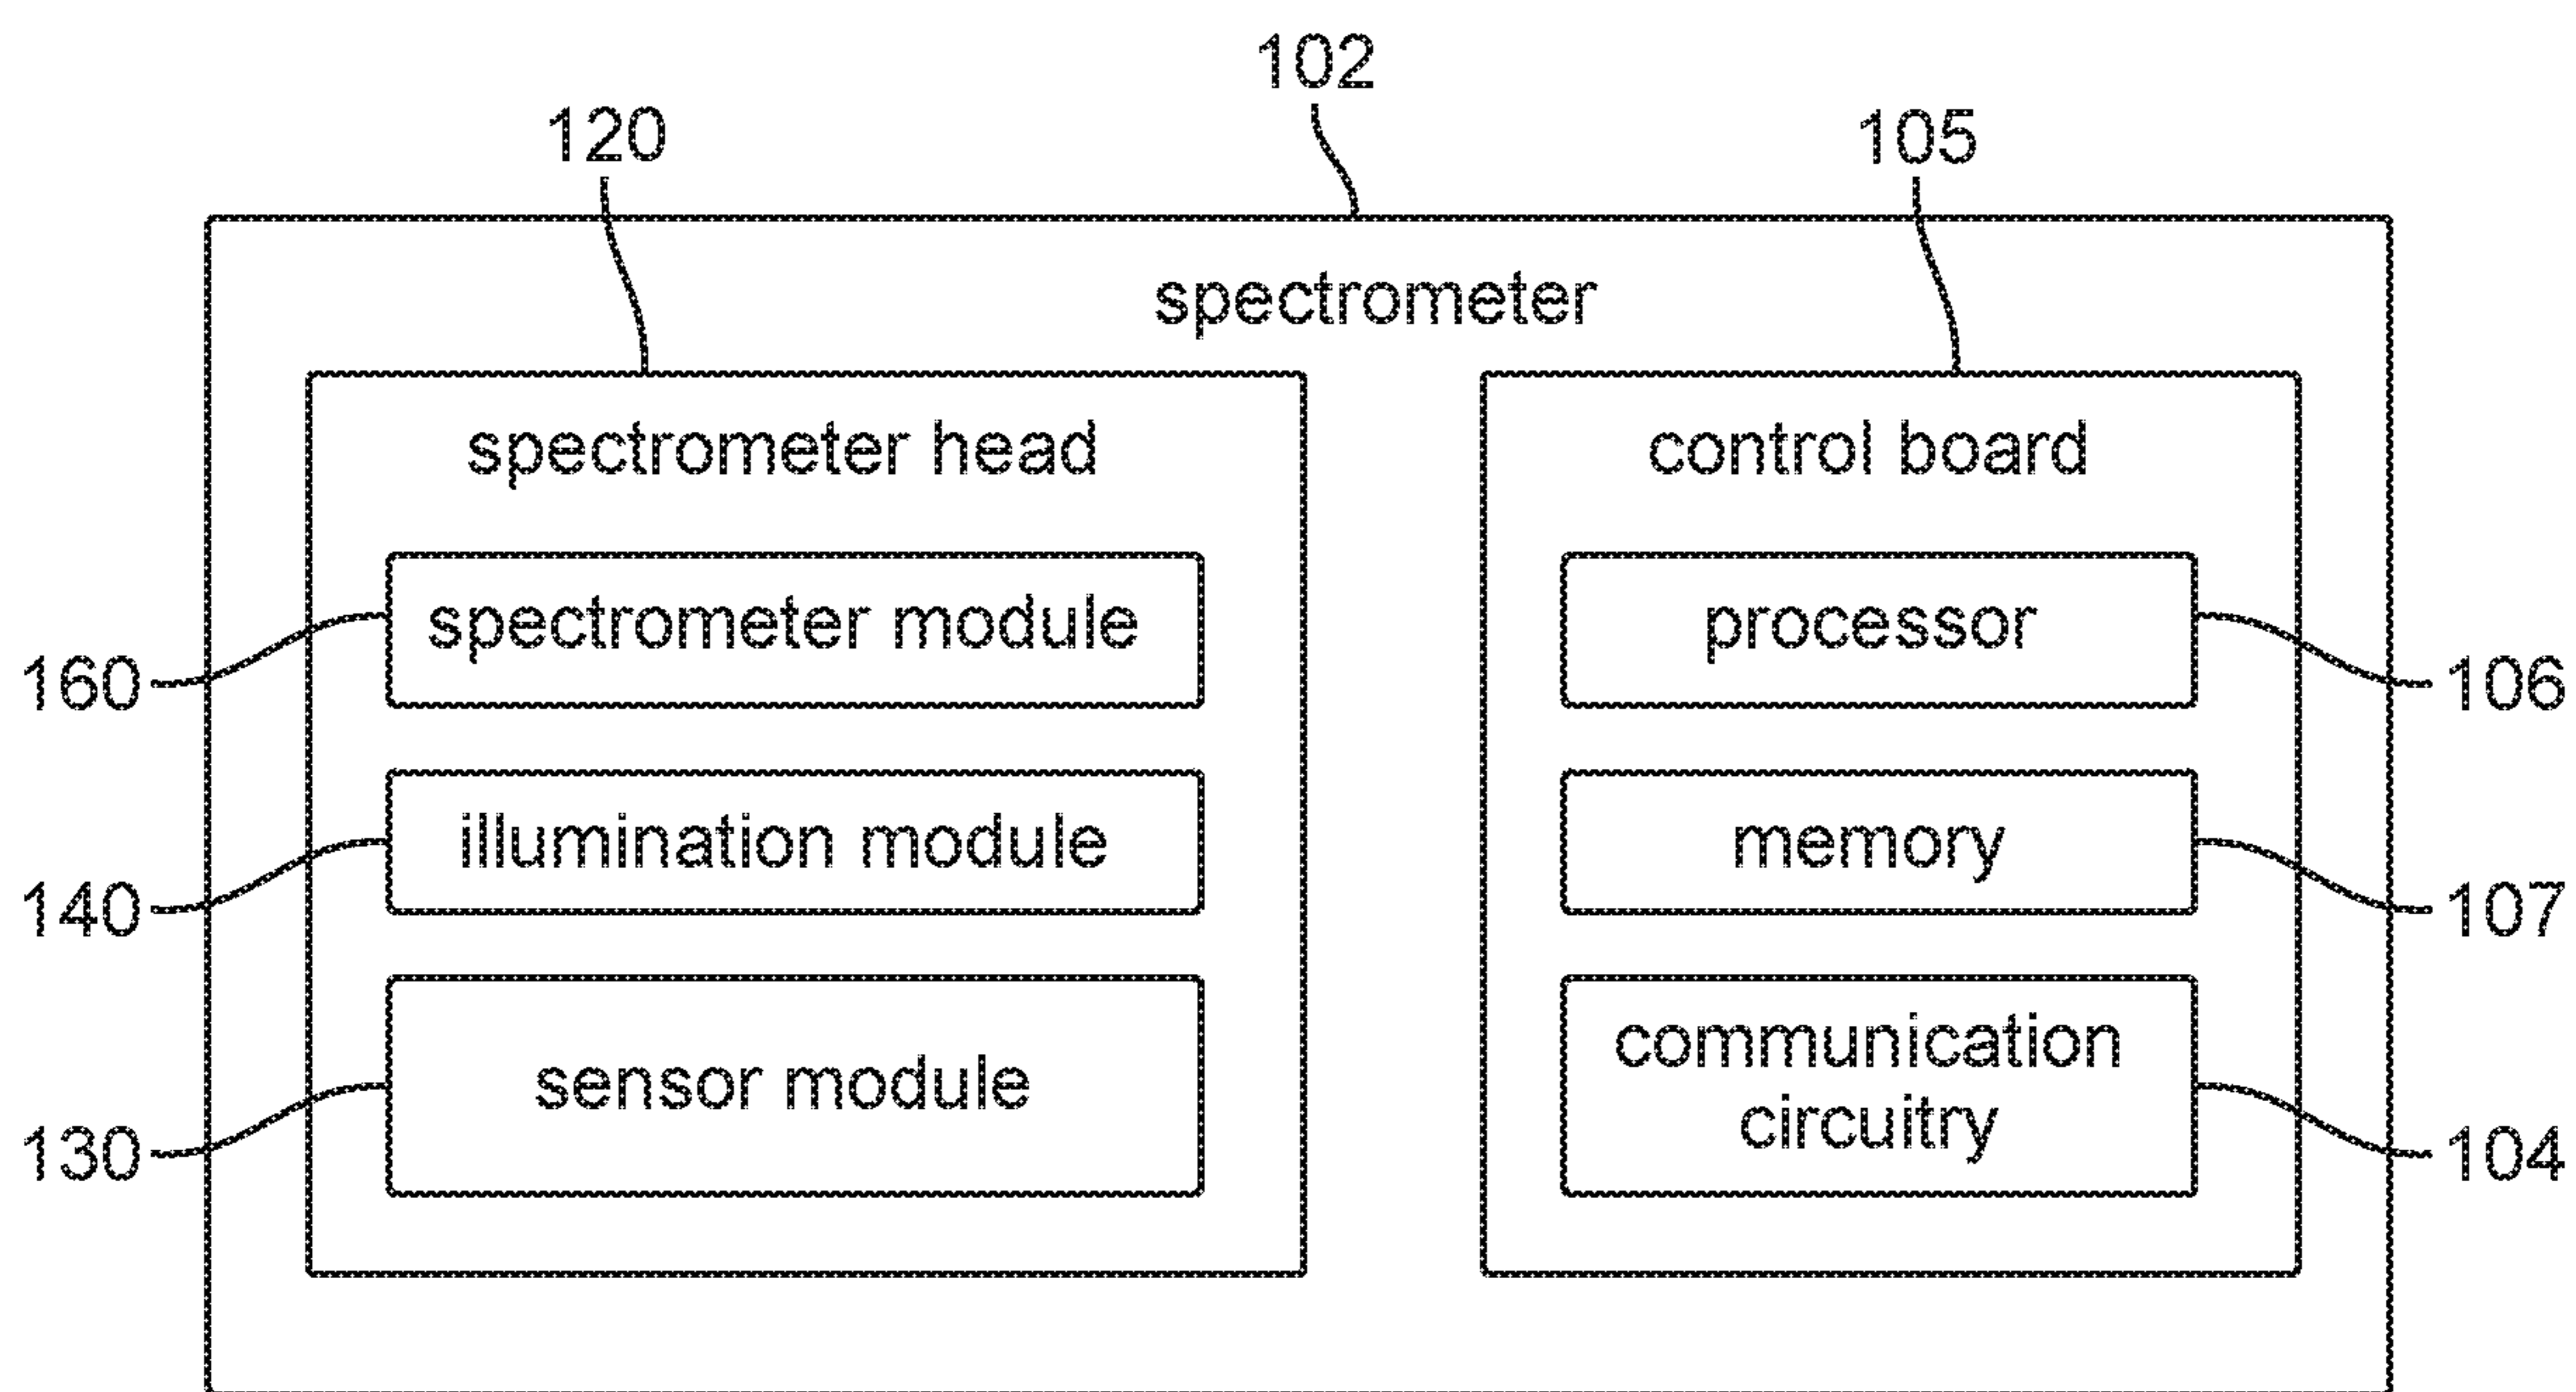 102
120
105
spectrometer
spectrometer head
control board
spectrometer module
processor
160
106
illumination module
memory
140
107
sensor module
communication
circuitry
130
104